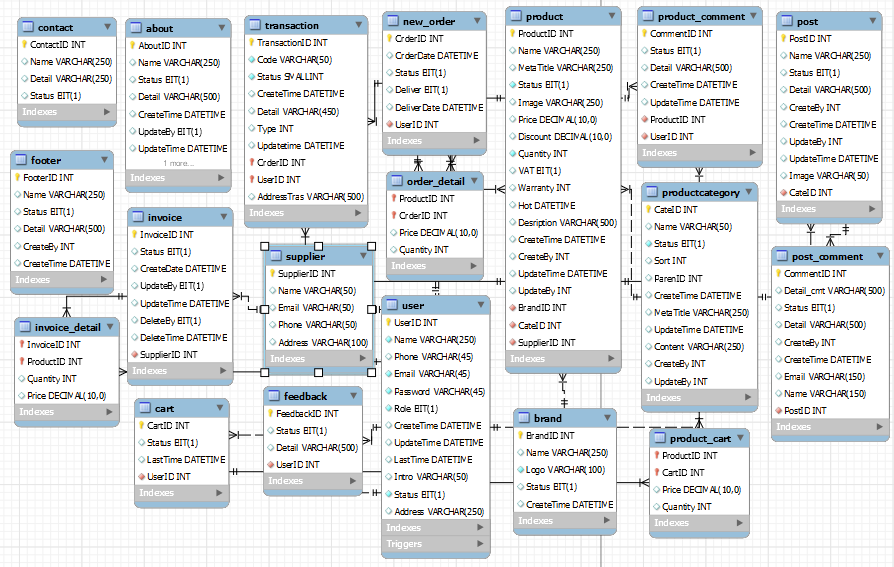 contact
ContactID INT
Name VARCHAR(250)
Detail VARCHAR(250)
Status BIT(1)
Indexes
about
AboutID INT
Name VARCHAR(250)
Status BIT(1)
Detail VARCHAR(500)
CreateTime DATETIME
UpdateBy BIT(1)
UpdateTime DATETIME
1 more...
Indexes
transaction
TransactionID INT
Code VARCHAR(50)
Status SMALLINT
CreateTime DATETIME
Detail VARCHAR(450)
Type INT
Updatetime DATETIME
OrderID INT
UserID INT
AddressTras VARCHAR(500)
Indexes
new_order
OrderID INT
OrderDate DATETIME
Status BIT(1)
Deliver BIT(1)
DeliverDate DATETIME
UserID INT
Indexes
product
ProductID INT
Name VARCHAR(250)
MetaTitle VARCHAR(250)
Status BIT(1)
Image VARCHAR(250)
Price DECIMAL(10,0)
Discount DECIMAL(10,0)
Quantity INT
VAT BIT(1)
Warranty INT
Hot DATETIME
Desription VARCHAR(500)
CreateTime DATETIME
CreateBy INT
UpdateTime DATETIME
UpdateBy INT
BrandID INT
CateID INT
SupplierID INT
Indexes
product_comment
CommentID INT
Status BIT(1)
Detail VARCHAR(500)
CreateTime DATETIME
UpdateTime DATETIME
ProductID INT
UserID INT
Indexes
post
PostID INT
Name VARCHAR(250)
Status BIT(1)
Detail VARCHAR(500)
CreateBy INT
CreateTime DATETIME
UpdateBy INT
UpdateTime DATETIME
Image VARCHAR(50)
CateID INT
Indexes
footer
FooterID INT
Name VARCHAR(250)
Status BIT(1)
Detail VARCHAR(500)
CreateBy INT
CreateTime DATETIME
Indexes
invoice
InvoiceID INT
Status BIT(1)
CreateDate DATETIME
UpdateBy BIT(1)
UpdateTime DATETIME
DeleteBy BIT(1)
DeleteTime DATETIME
SupplierID INT
Indexes
supplier
SupplierID INT
Name VARCHAR(50)
Email VARCHAR(50)
Phone VARCHAR(50)
Address VARCHAR(100)
Indexes
order_detail
ProductID INT
OrderID INT
Price DECIMAL(10,0)
Quantity INT
Indexes
productcategory
CateID INT
Name VARCHAR(50)
Status BIT(1)
Sort INT
ParenID INT
CreateTime DATETIME
MetaTitle VARCHAR(250)
UpdateTime DATETIME
Content VARCHAR(250)
CreateBy INT
UpdateBy INT
Indexes
post_comment
CommentID INT
Detail_cmt VARCHAR(500)
Status BIT(1)
Detail VARCHAR(500)
CreateBy INT
CreateTime DATETIME
Email VARCHAR(150)
Name VARCHAR(150)
PostID INT
Indexes
invoice_detail
InvoiceID INT
ProductID INT
Quantity INT
Price DECIMAL(10,0)
Indexes
user
UserID INT
Name VARCHAR(250)
Phone VARCHAR(45)
Email VARCHAR(45)
Password VARCHAR(45)
Role BIT(1)
CreateTime DATETIME
UpdateTime DATETIME
LastTime DATETIME
Intro VARCHAR(50)
Status BIT(1)
Address VARCHAR(250)
Indexes
Triggers
cart
CartID INT
Status BIT(1)
LastTime DATETIME
UserID INT
Indexes
feedback
FeedbackID INT
Status BIT(1)
Detail VARCHAR(500)
UserID INT
Indexes
brand
BrandID INT
Name VARCHAR(250)
Logo VARCHAR(100)
Status BIT(1)
CreateTime DATETIME
Indexes
product_cart
ProductID INT
CartID INT
Price DECIMAL(10,0)
Quantity INT
Indexes